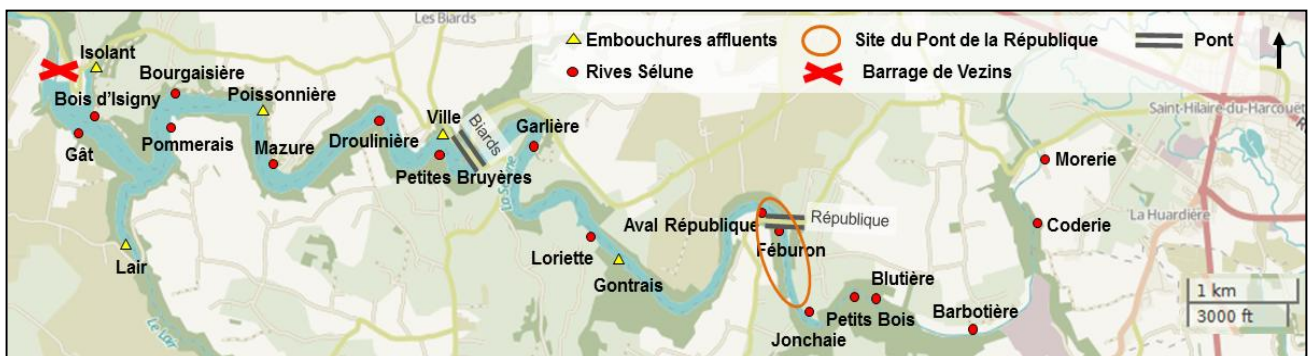 Les Biards
Embouchures affluents
Site du Pont de la République
Pont
Rives Sélune
Barrage de Vezins
Isolant
Bourgaisière
Bois d'Isigny
Poissonnière
Gât
Pommerais
Mazure
Droulinière
Ville
Biards
Garlière
Petites Bruyères
Lair
Le Lair
Loriette
Gontrais
Aval République
République
Féburon
Jonchaie
Petits Bois
Blutière
Barbotière
Saint-Hilaire-du-Harcouët
Morerie
La Huardière
Coderie
1 km
3000 ft